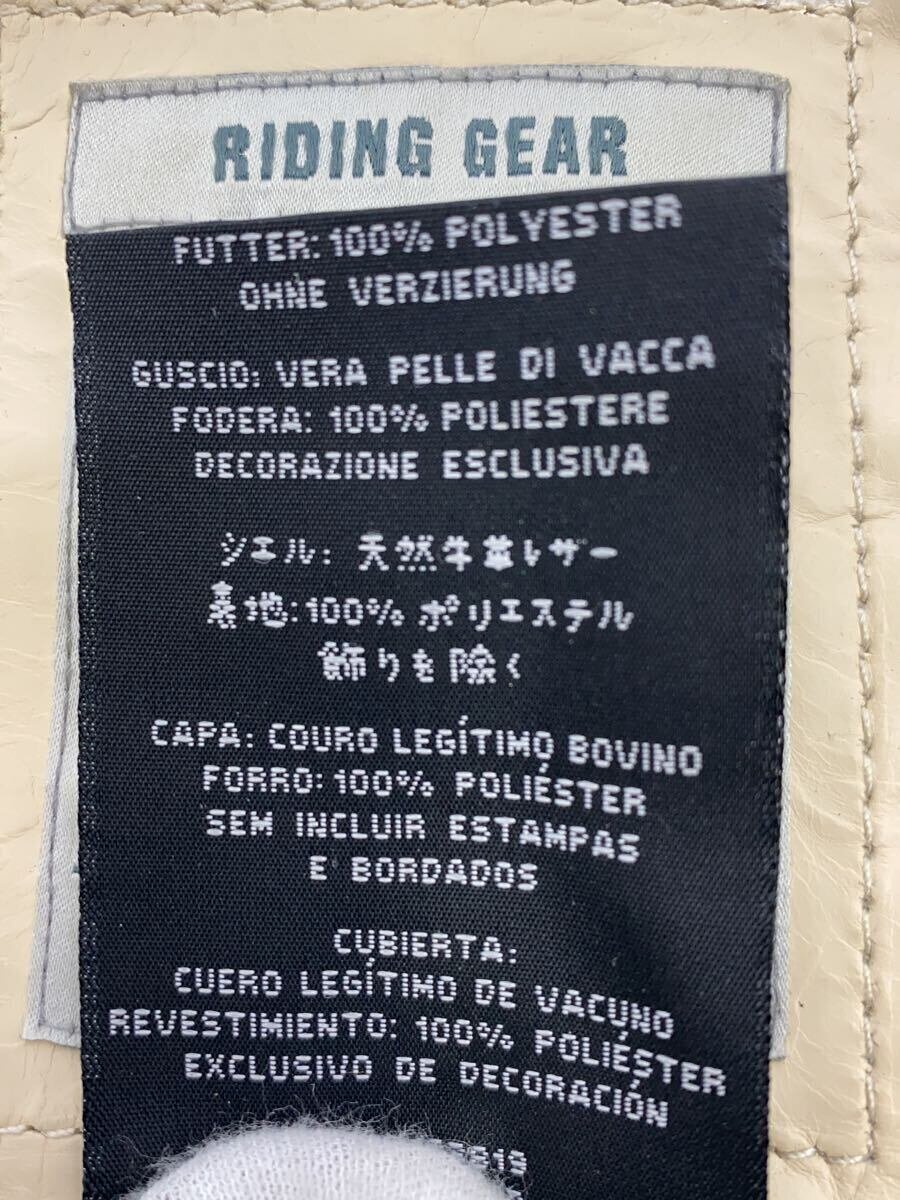 RIDING GEAR
FUTTER: 100% POLYESTER
OHNE VERZIERUNG
GUSCIO: VERA PELLE DI VACCA
FODERA: 100% POLIESTERE
DECORAZIONE ESCLUSIVA
シエル: 天然牛革レザー
裏地:100% ポリエステル
飾りを除く
CAPA: COURO LEGÍTIMO BOVINO
FORRO: 100% POLIÉSTER
SEM INCLUIR ESTAMPAS
E BORDADOS
CUBIERTA:
CUERO LEGÍTIMO DE VACUNO
REVESTIMIENTO: 100% POLIÉSTER
EXCLUSIVO DE DECORACIÓN